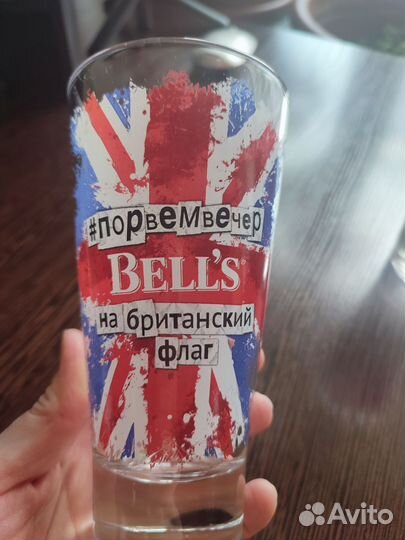 #порвемвечер
BELL'S
на британский
флаг
Avito